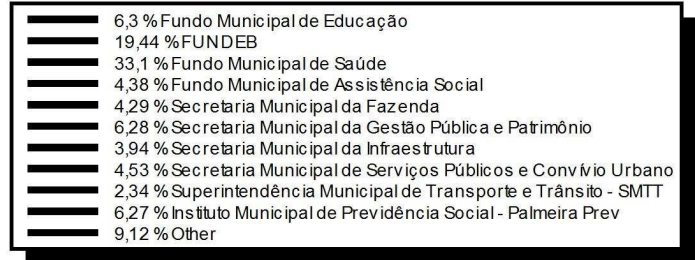 6,3 % Fundo Municipal de Educação
19,44 % FUNDEB
33,1 % Fundo Municipal de Saúde
4,38 % Fundo Municipal de Assistência Social
4,29 % Secretaria Municipal da Fazenda
6,28 % Secretaria Municipal da Gestão Pública e Patrimônio
3,94 % Secretaria Municipal da Infraestrutura
4,53 % Secretaria Municipal de Serviços Públicos e Convívio Urbano
2,34 % Superintendência Municipal de Transporte e Trânsito - SMTT
6,27 % Instituto Municipal de Previdência Social - Palmeira Prev
9,12 % Other